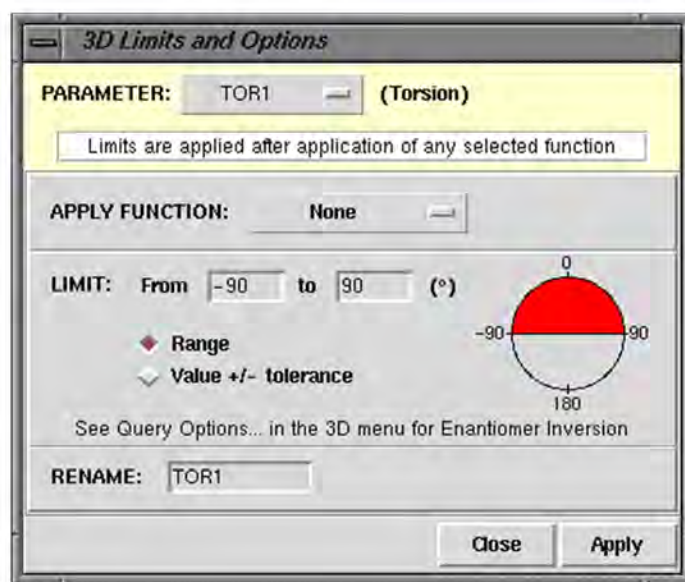 3D Limits and Options
PARAMETER: TOR1 (Torsion)
Limits are applied after application of any selected function
APPLY FUNCTION: None
LIMIT: From -90 to 90 (°)
0
-90 90
Range
Value +/- tolerance
180
See Query Options... in the 3D menu for Enantiomer Inversion
RENAME: TOR1
Close Apply